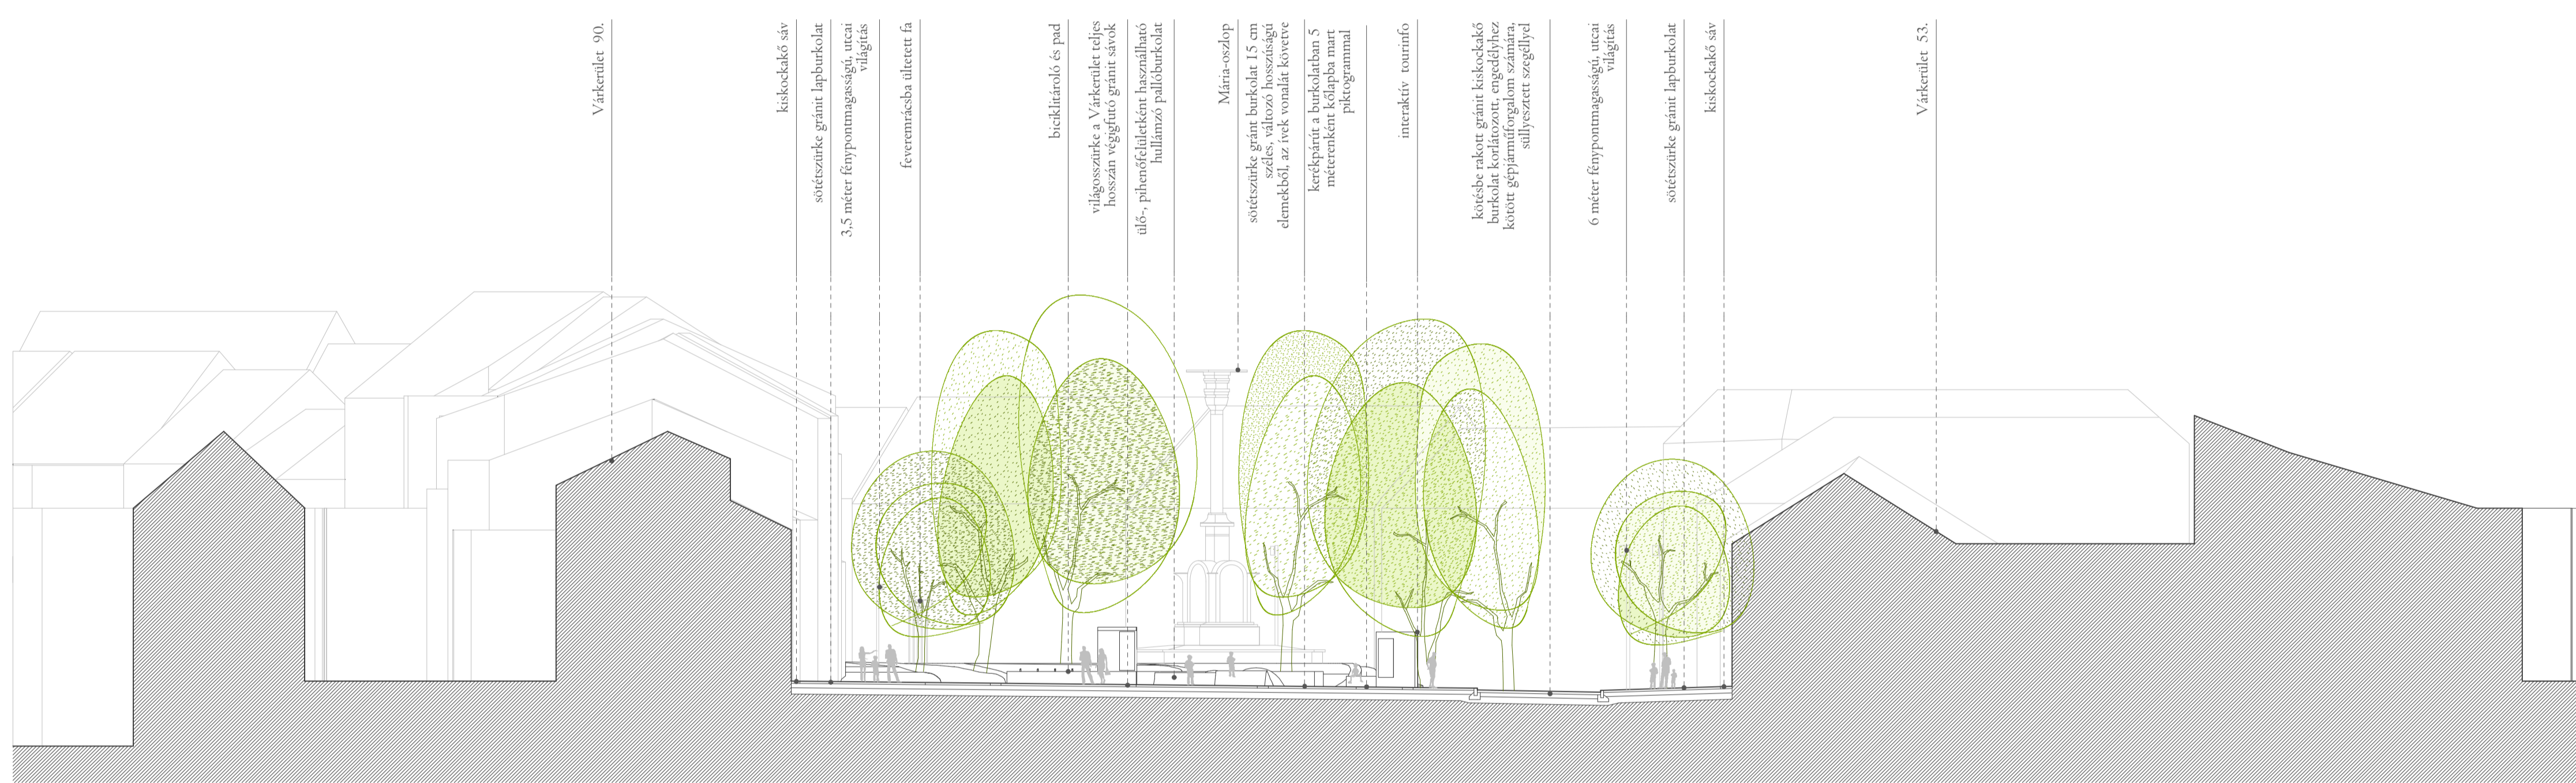 Várkerület 90.
kiskockakő sáv
sötétszürke gránit lapburkolat
3,5 méter fénypontmagasságú, utcai
világítás
faveremrácsba ültetett fa
biciklitároló és pad
világosszürke a Várkerület teljes
hosszán végigfutó gránit sávok
ülő-, pihenőfelületként használható
hullámzó pallóburkolat
Mária-oszlop
sötétszürke gránt burkolat 15 cm
széles, változó hosszúságú
elemekből, az ívek vonalát követve
kerékpárút a burkolatban 5
méterenként kőlapba mart
piktogrammal
interaktív tourinfo
kötésbe rakott gránit kiskockakő
burkolat korlátozott, engedélyhez
kötött gépjárműforgalom számára,
süllyesztett szegéllyel
6 méter fénypontmagasságú, utcai
világítás
sötétszürke gránit lapburkolat
kiskockakő sáv
Várkerület 53.